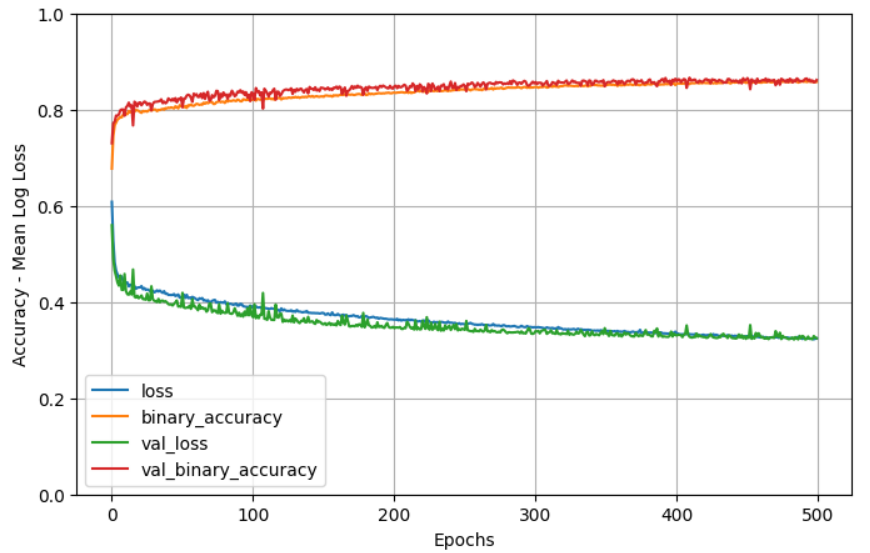 1.0
0.8
0.6
0.4
0.2
0.0
Accuracy - Mean Log Loss
loss
binary_accuracy
val_loss
val_binary_accuracy
0 100 200 300 400 500
Epochs